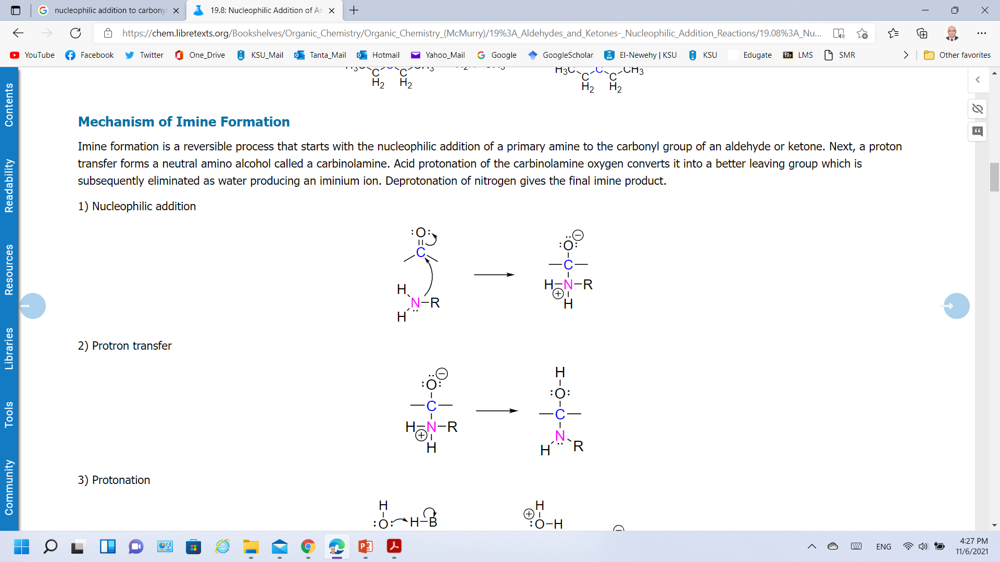 nucleophilic addition to carbony
19.8: Nucleophilic Addition of Am
https://chem.libretexts.org/Bookshelves/Organic_Chemistry/Organic_Chemistry_(McMurry)/19%3A_Aldehydes_and_Ketones-_Nucleophilic_Addition_Reactions/19.08%3A_Nu...
YouTube Facebook Twitter One_Drive KSU_Mail Tanta_Mail Hotmail Yahoo_Mail Google GoogleScholar El-Newehy | KSU KSU Edugate Bb LMS SMR Other favorites
H3C C CH3
C C C C
H2 H2 H2 H2
Contents
Readability
Resources
Libraries
Tools
Community
Mechanism of Imine Formation
Imine formation is a reversible process that starts with the nucleophilic addition of a primary amine to the carbonyl group of an aldehyde or ketone. Next, a proton
transfer forms a neutral amino alcohol called a carbinolamine. Acid protonation of the carbinolamine oxygen converts it into a better leaving group which is
subsequently eliminated as water producing an iminium ion. Deprotonation of nitrogen gives the final imine product.
1) Nucleophilic addition
:O: :O:
C C
H H-N-R
N-R H
H
2) Protron transfer
H
:O: :O:
C C
H-N-R N
H H R
3) Protonation
H H
:O: H-B :O-H
ENG
4:27 PM
11/6/2021